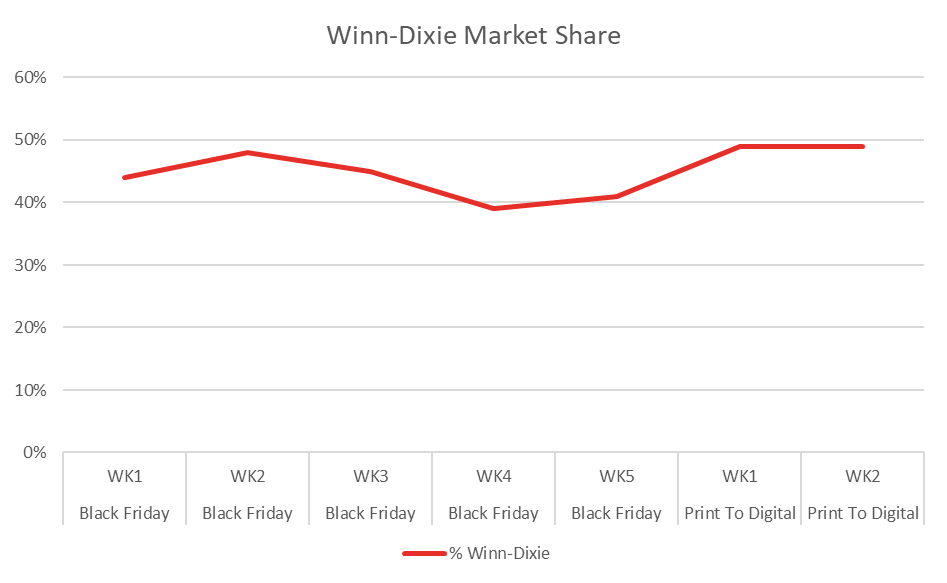 Winn-Dixie Market Share
60%
50%
40%
30%
20%
10%
0%
WK1 WK2 WK3 WK4 WK5 WK1 WK2
Black Friday Black Friday Black Friday Black Friday Black Friday Print To Digital Print To Digital
% Winn-Dixie